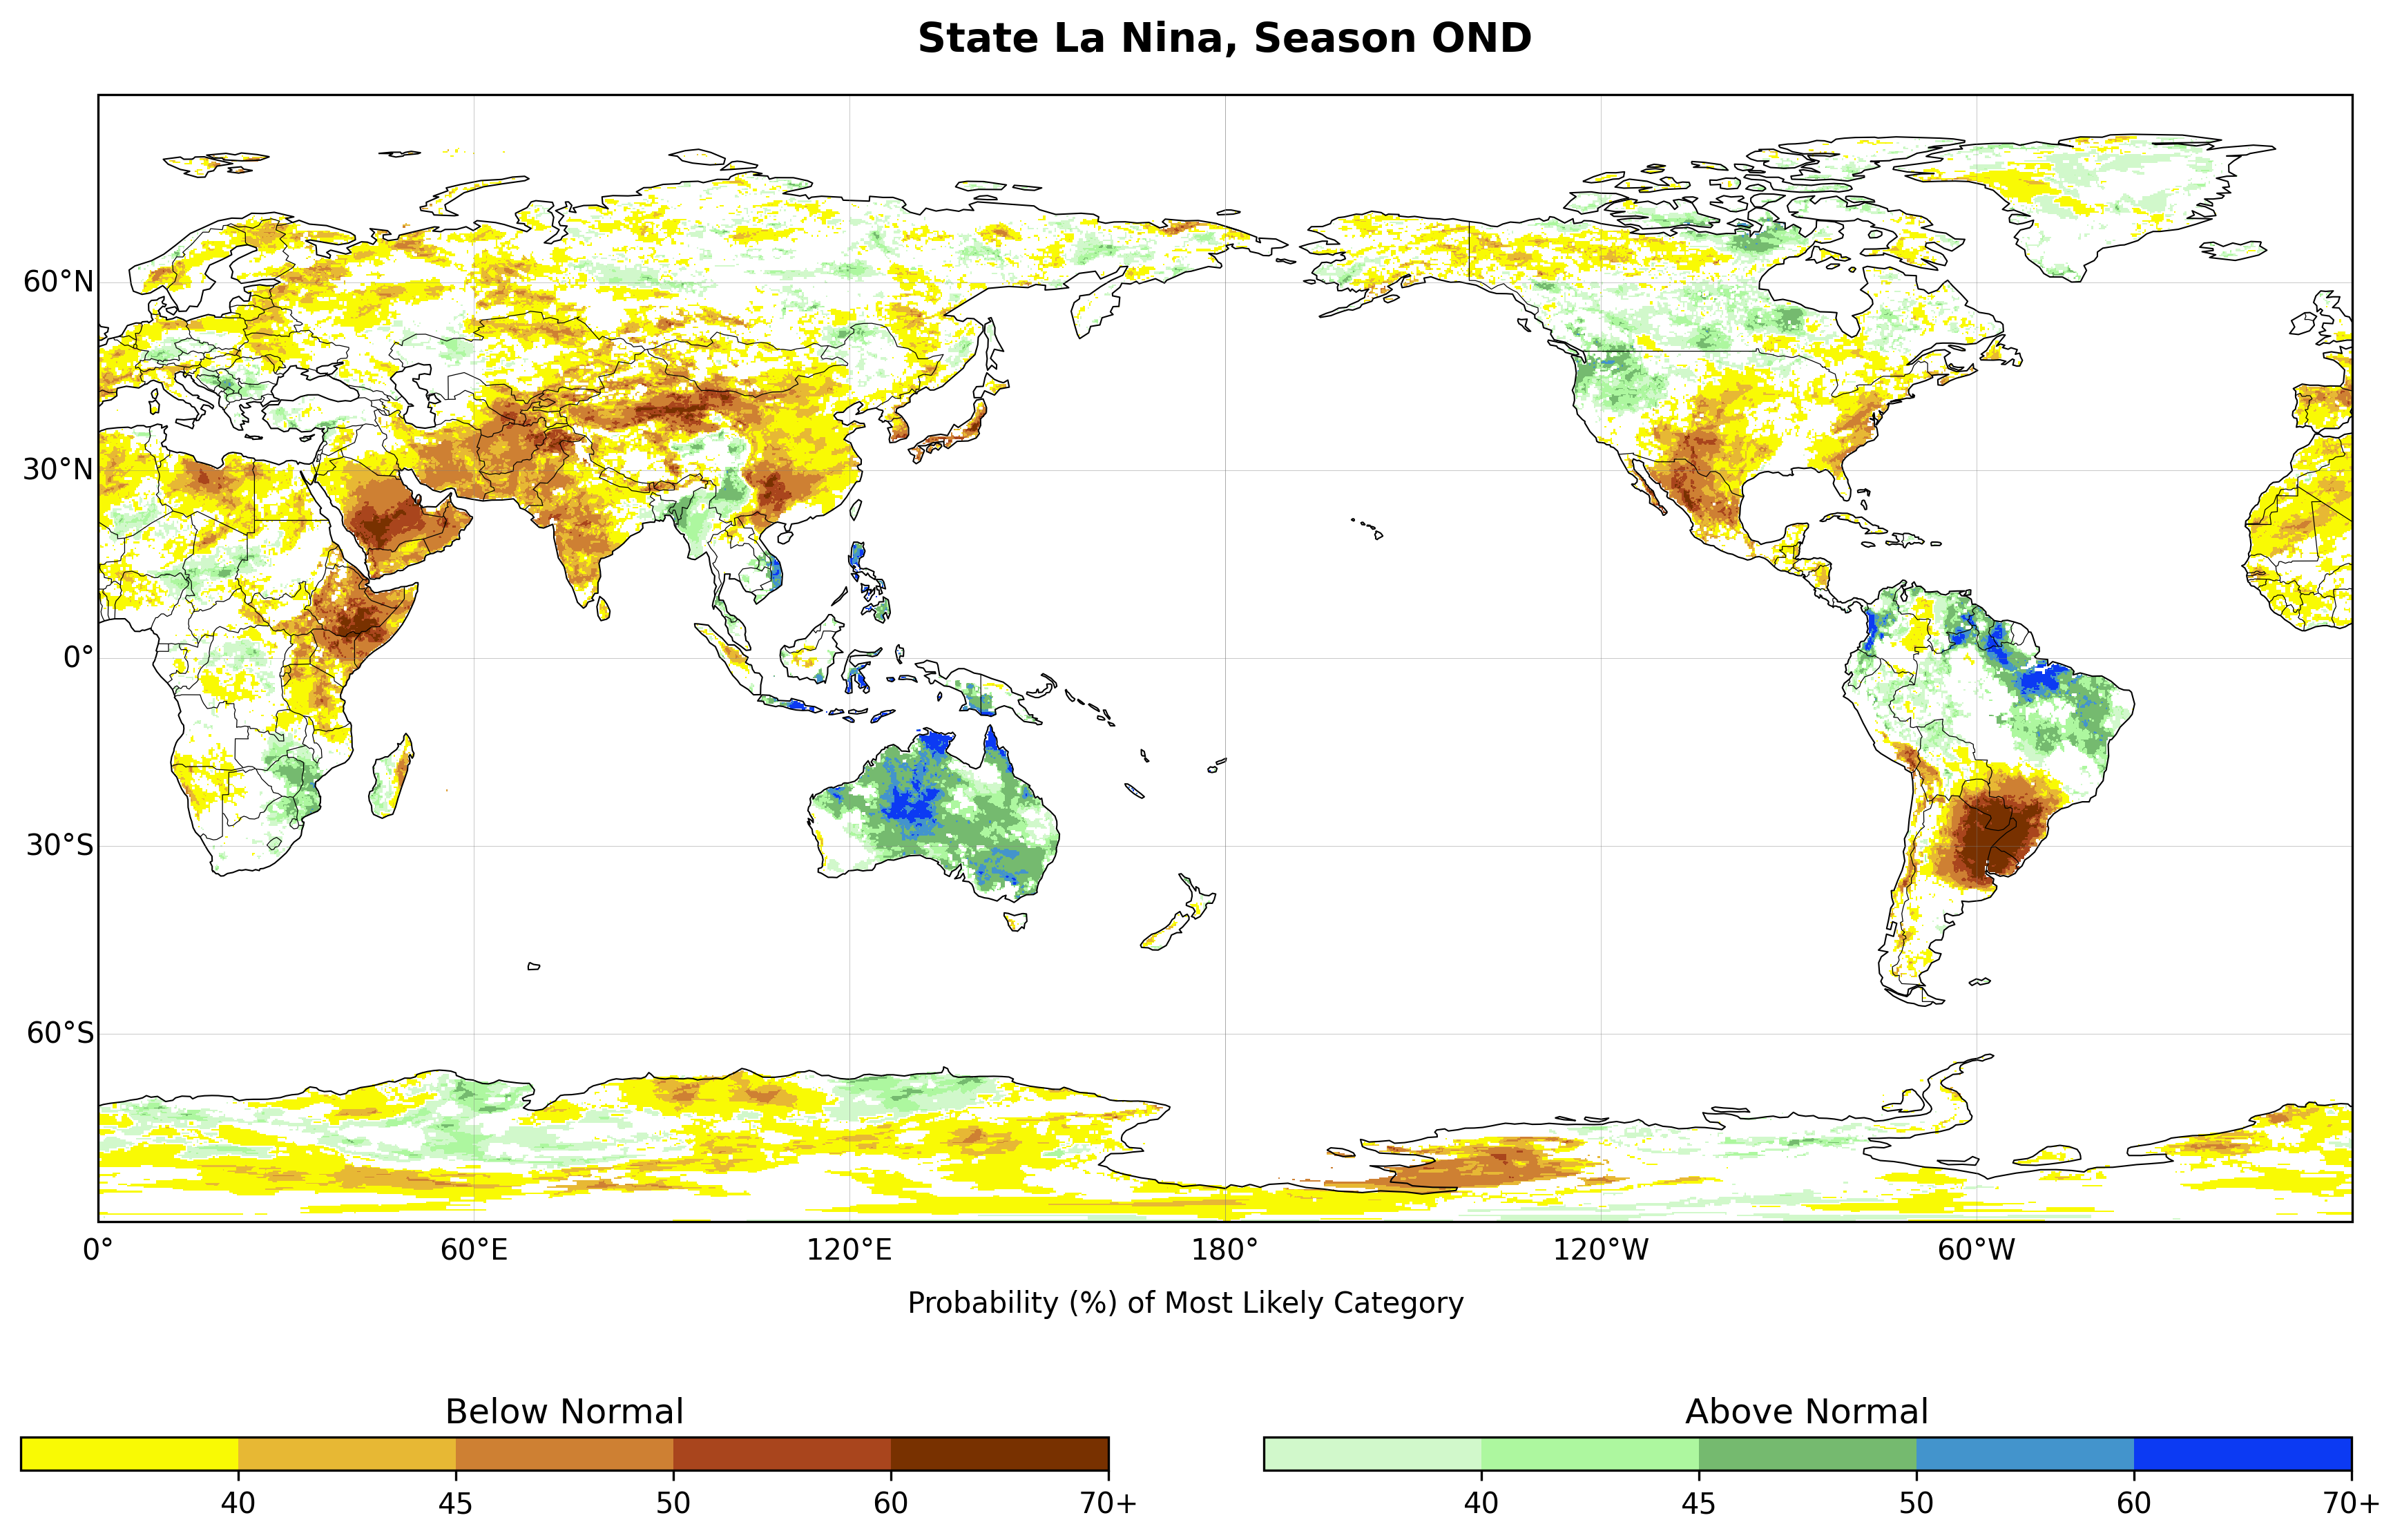 State La Nina, Season OND
60°N
30°N
0°
30°S
60°S
0° 60°E 120°E 180° 120°W 60°W
Probability (%) of Most Likely Category
Below Normal Above Normal
40 45 50 60 70+ 40 45 50 60 70+